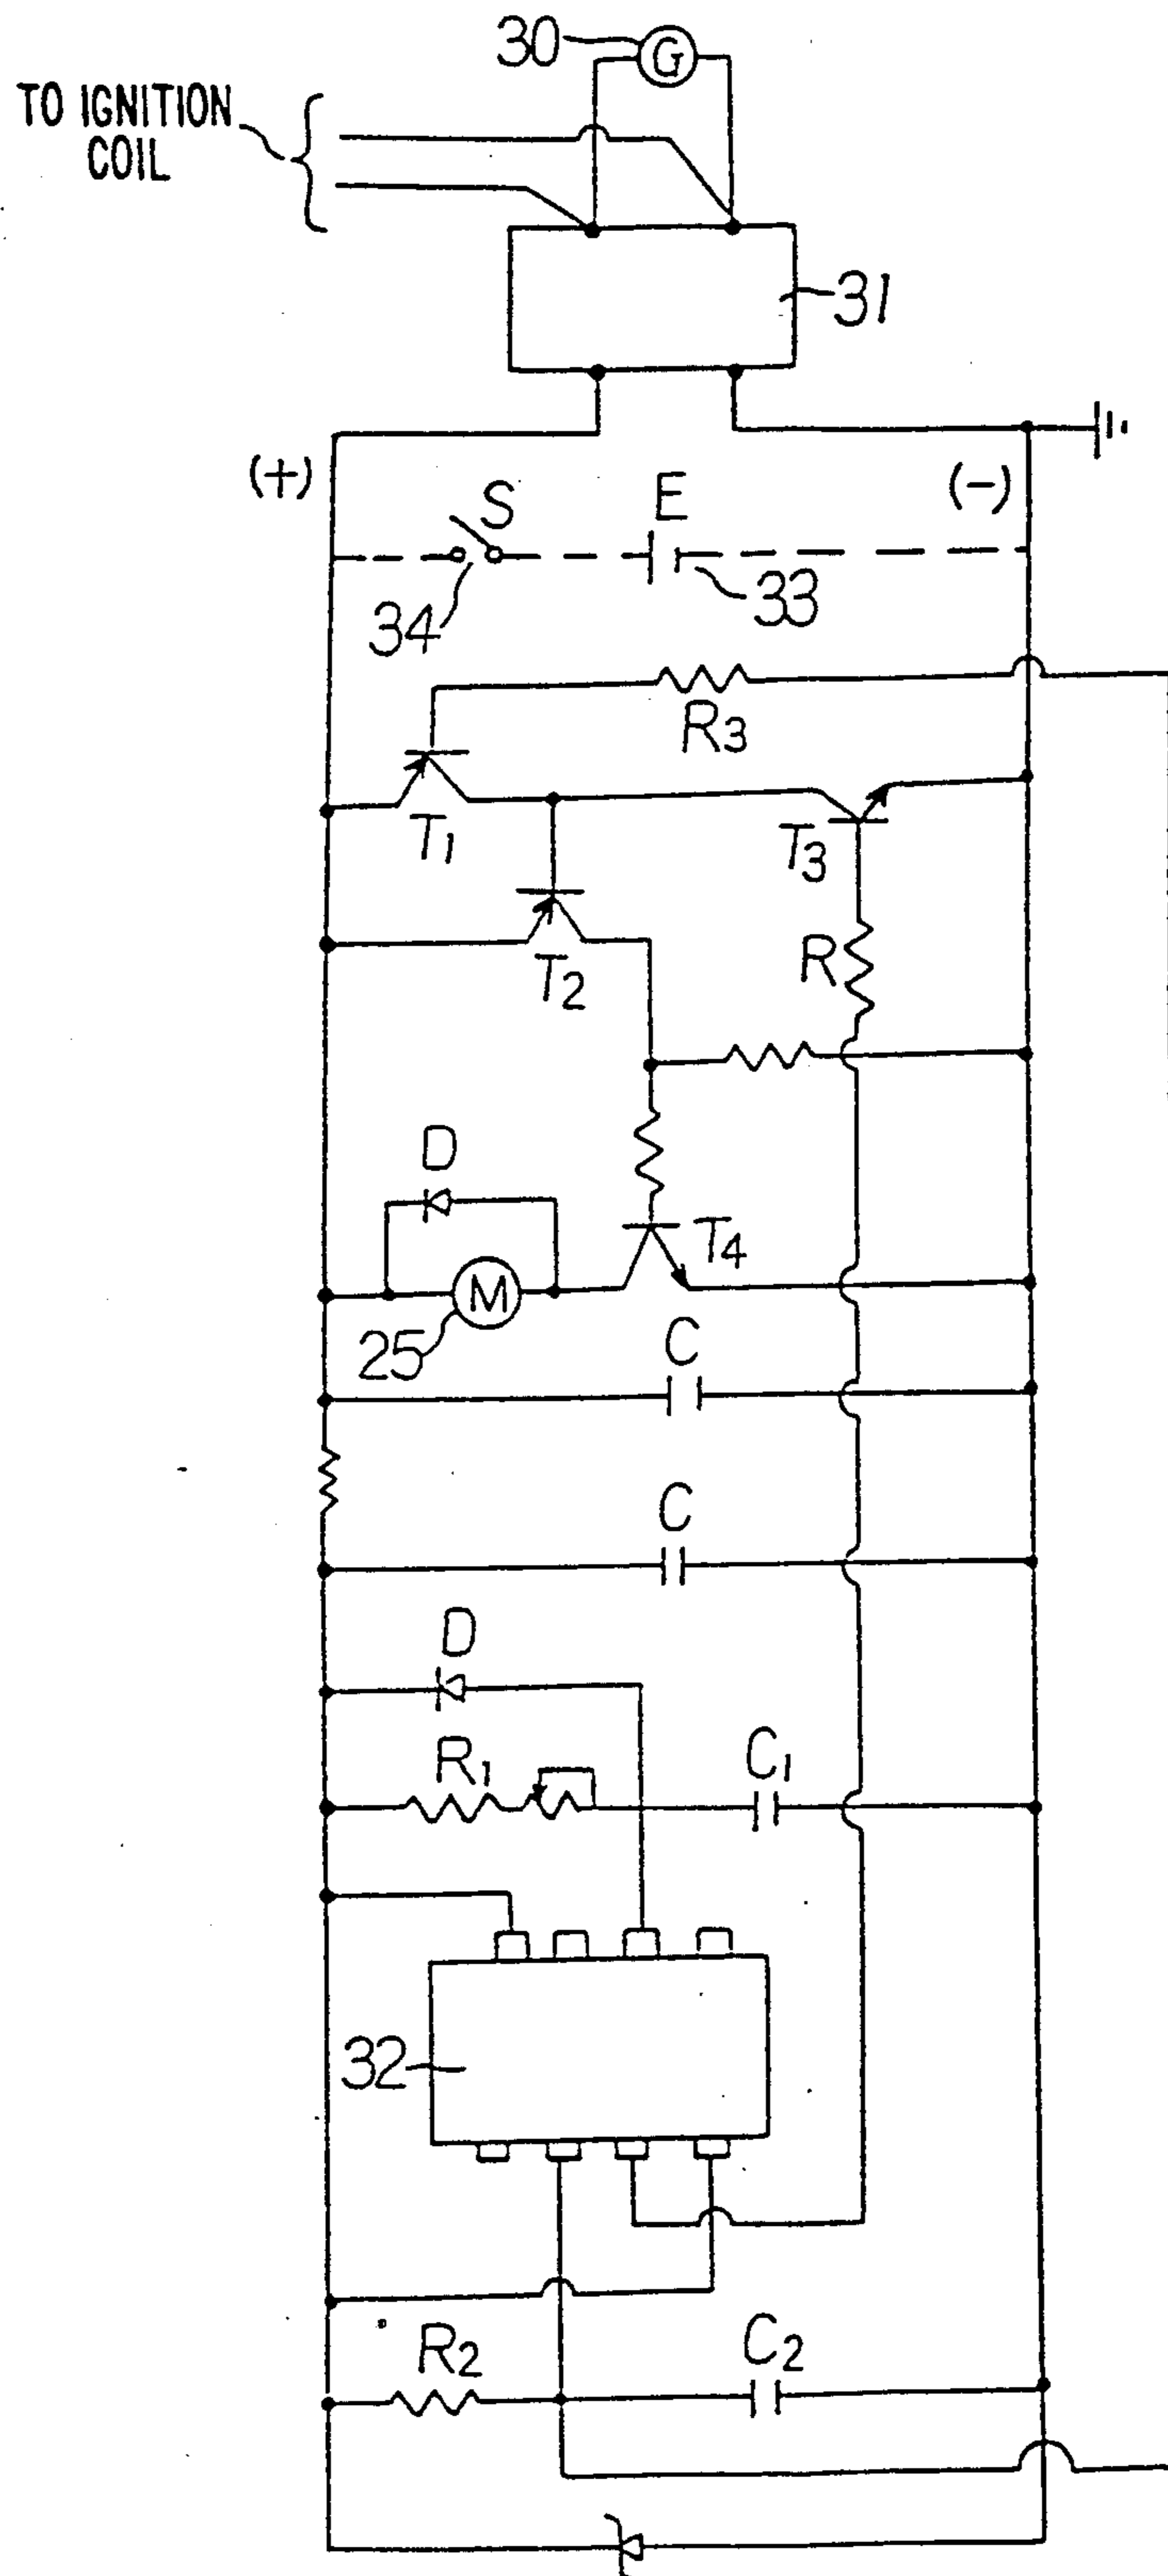 30
G
TO IGNITION
COIL
31
(+)
(-)
S
E
34
33
R3
T1
T3
T2
R
D
T4
M
25
C
C
D
R1
C1
32
R2
C2